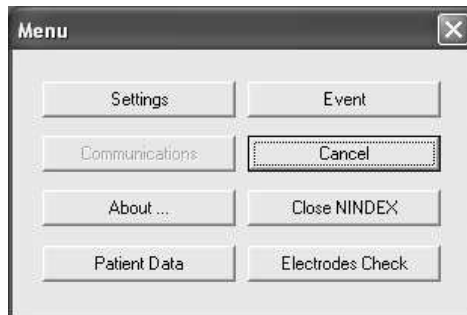 Menu
Settings
Event
Communications
Cancel
About ...
Close NINDEX
Patient Data
Electrodes Check